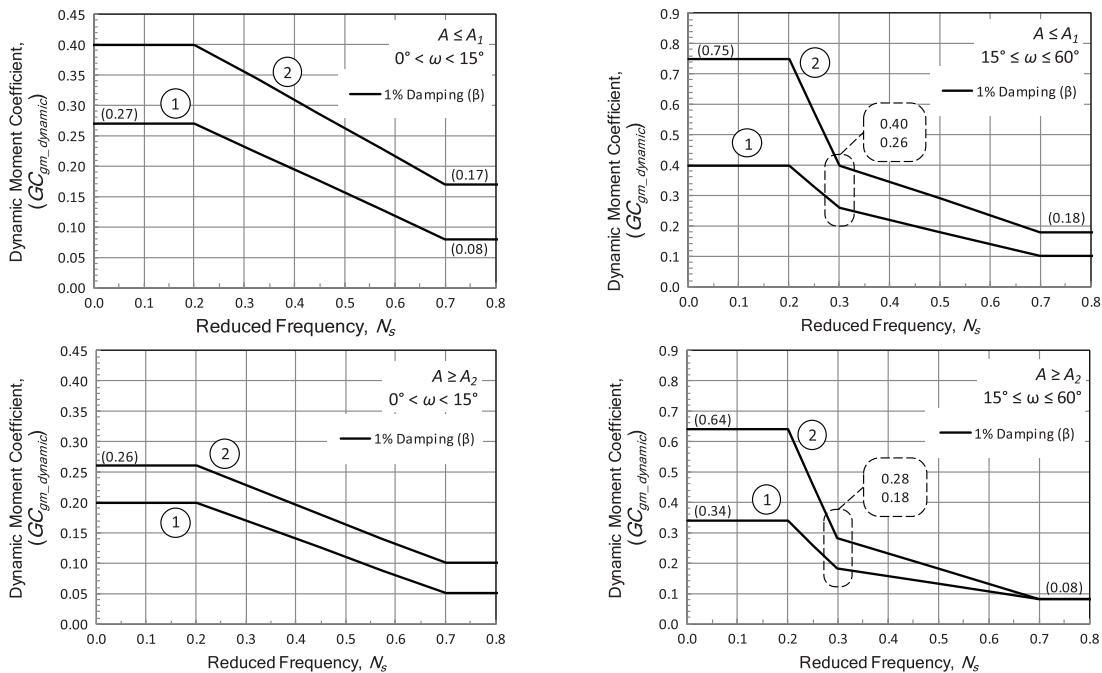 Dynamic Moment Coefficient,
(GCgm_dynamic)
0.45
0.40
0.35
0.30
0.25
0.20
0.15
0.10
0.05
0.00
A ≤ A1
0° < ω < 15°
1% Damping (β)
2
1
(0.27)
(0.17)
(0.08)
0.0 0.1 0.2 0.3 0.4 0.5 0.6 0.7 0.8
Reduced Frequency, Ns
Dynamic Moment Coefficient,
(GCgm_dynamic)
0.9
0.8
0.7
0.6
0.5
0.4
0.3
0.2
0.1
0.0
A ≤ A1
15° ≤ ω ≤ 60°
1% Damping (β)
(0.75)
2
1
0.40
0.26
(0.18)
0.0 0.1 0.2 0.3 0.4 0.5 0.6 0.7 0.8
Reduced Frequency, Ns
Dynamic Moment Coefficient,
(GCgm_dynamic)
0.45
0.40
0.35
0.30
0.25
0.20
0.15
0.10
0.05
0.00
A ≥ A2
0° < ω < 15°
1% Damping (β)
(0.26)
2
1
0.0 0.1 0.2 0.3 0.4 0.5 0.6 0.7 0.8
Reduced Frequency, Ns
Dynamic Moment Coefficient,
(GCgm_dynamic)
0.9
0.8
0.7
0.6
0.5
0.4
0.3
0.2
0.1
0.0
A ≥ A2
15° ≤ ω ≤ 60°
1% Damping (β)
(0.64)
2
1
(0.34)
0.28
0.18
(0.08)
0.0 0.1 0.2 0.3 0.4 0.5 0.6 0.7 0.8
Reduced Frequency, Ns